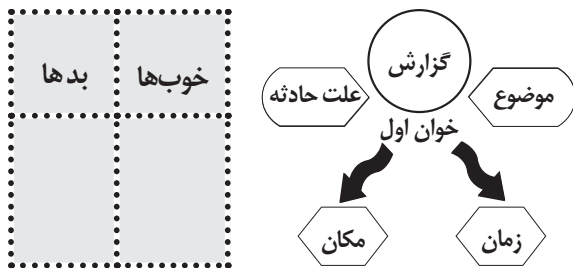 گزارش
موضوع
علت حادثه
خوان اول
زمان
مکان
خوب‌ها
بدها